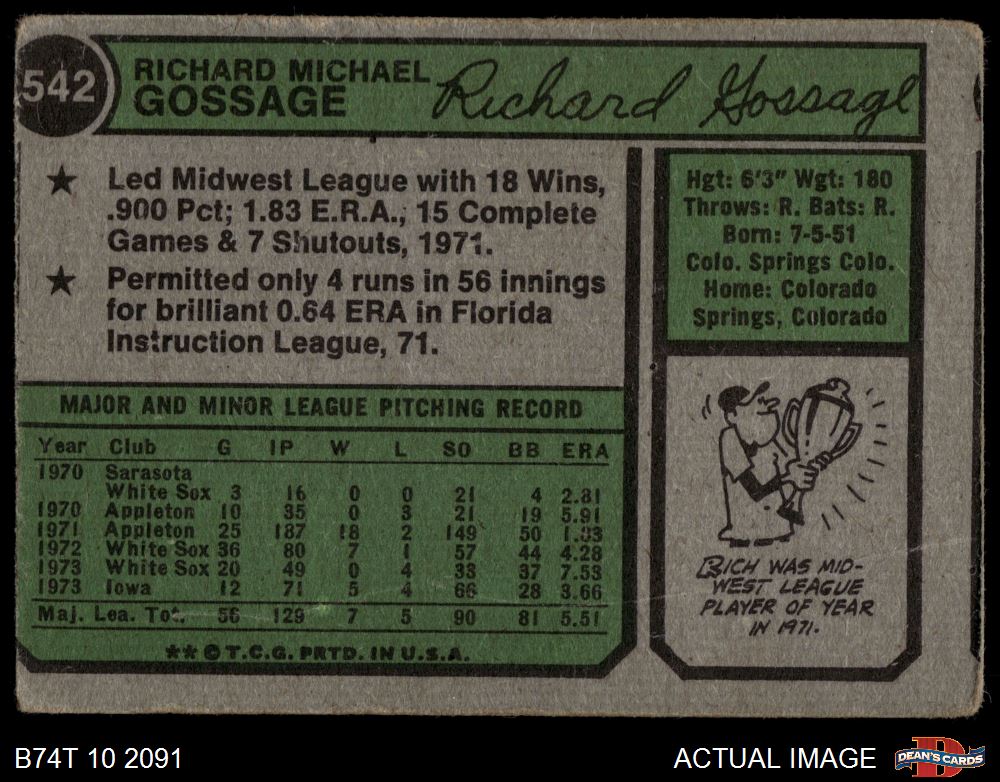 542
RICHARD MICHAEL
GOSSAGE
Richard Gossage
★ Led Midwest League with 18 Wins,
.900 Pct; 1.83 E.R.A., 15 Complete
Games & 7 Shutouts, 1971.
★ Permitted only 4 runs in 56 innings
for brilliant 0.64 ERA in Florida
Instruction League, 71.
Hgt: 6'3" Wgt: 180
Throws: R. Bats: R.
Born: 7-5-51
Colo. Springs Colo.
Home: Colorado
Springs, Colorado
MAJOR AND MINOR LEAGUE PITCHING RECORD
Year Club G IP W L SO BB ERA
1970 Sarasota
White Sox 3 16 0 0 21 4 2.81
1970 Appleton 10 35 0 3 21 19 5.91
1971 Appleton 25 187 18 2 149 50 1.83
1972 White Sox 36 80 7 1 57 44 4.28
1973 White Sox 20 49 0 4 33 37 7.53
1973 Iowa 12 71 5 4 66 28 3.66
Maj. Lea. Tot. 56 129 7 5 90 81 5.51
** © T.C.G. PRTD. IN U.S.A.
RICH WAS MID-
WEST LEAGUE
PLAYER OF YEAR
IN 1971.
B74T 10 2091
ACTUAL IMAGE
DEAN'S CARDS